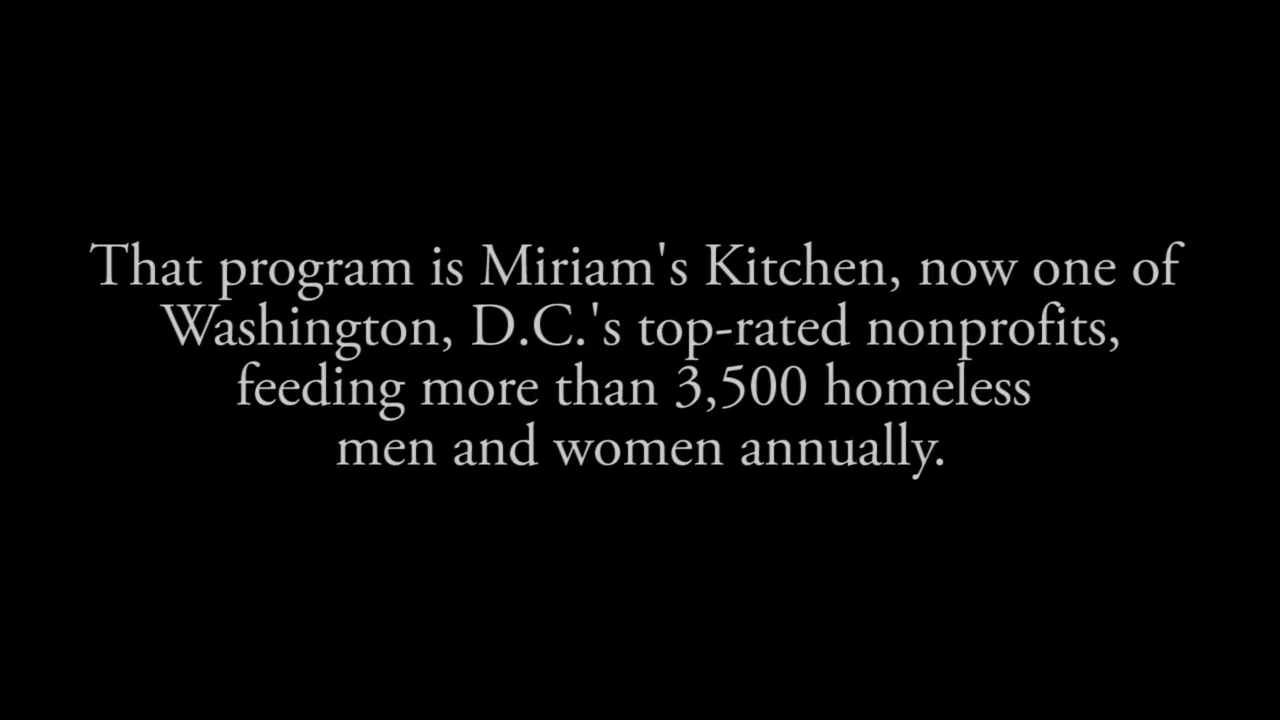 That program is Miriam's Kitchen, now one of
Washington, D.C.'s top-rated nonprofits,
feeding more than 3,500 homeless
men and women annually.